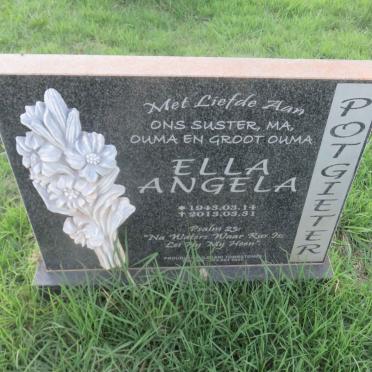 Met Liefde Aan
ONS SUSTER, MA,
OUMA EN GROOT OUMA
ELLA
ANGELA
* 1943.03.14
† 2013.03.31
Psalm 23:
"Na Waters Waar Rus Is
Lei Hy My Heen".
POTGIETER